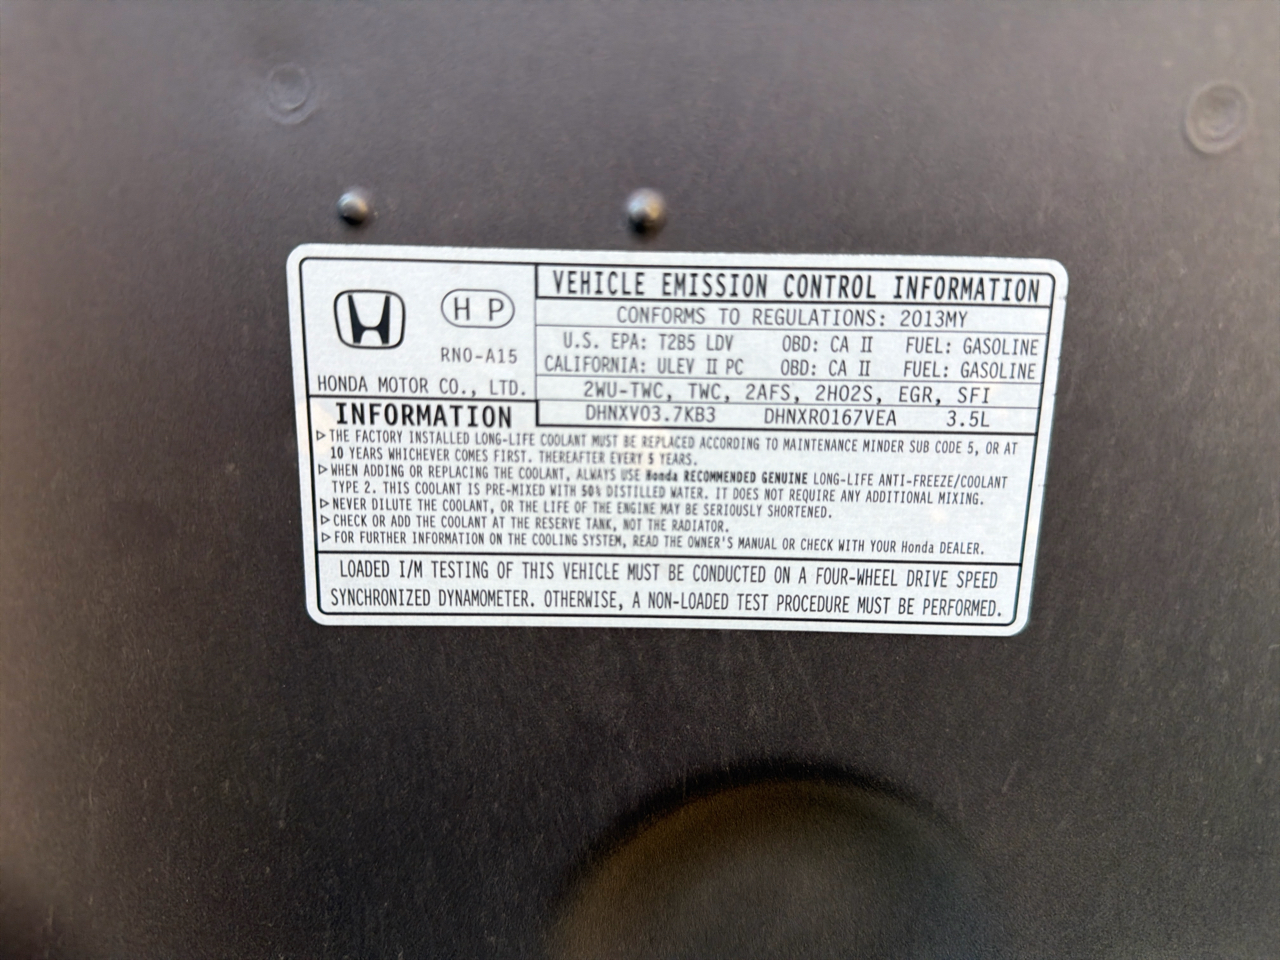 H P
RN0-A15
HONDA MOTOR CO., LTD.
VEHICLE EMISSION CONTROL INFORMATION
CONFORMS TO REGULATIONS: 2013MY
U.S. EPA: T2B5 LDV OBD: CA II FUEL: GASOLINE
CALIFORNIA: ULEV II PC OBD: CA II FUEL: GASOLINE
2WU-TWC, TWC, 2AFS, 2HO2S, EGR, SFI
DHNXV03.7KB3 DHNXR0167VEA 3.5L
INFORMATION
▷THE FACTORY INSTALLED LONG-LIFE COOLANT MUST BE REPLACED ACCORDING TO MAINTENANCE MINDER SUB CODE 5, OR AT
10 YEARS WHICHEVER COMES FIRST. THEREAFTER EVERY 5 YEARS.
▷WHEN ADDING OR REPLACING THE COOLANT, ALWAYS USE Honda RECOMMENDED GENUINE LONG-LIFE ANTI-FREEZE/COOLANT
TYPE 2. THIS COOLANT IS PRE-MIXED WITH 50% DISTILLED WATER. IT DOES NOT REQUIRE ANY ADDITIONAL MIXING.
▷NEVER DILUTE THE COOLANT, OR THE LIFE OF THE ENGINE MAY BE SERIOUSLY SHORTENED.
▷CHECK OR ADD THE COOLANT AT THE RESERVE TANK, NOT THE RADIATOR.
▷FOR FURTHER INFORMATION ON THE COOLING SYSTEM, READ THE OWNER'S MANUAL OR CHECK WITH YOUR Honda DEALER.
LOADED I/M TESTING OF THIS VEHICLE MUST BE CONDUCTED ON A FOUR-WHEEL DRIVE SPEED
SYNCHRONIZED DYNAMOMETER. OTHERWISE, A NON-LOADED TEST PROCEDURE MUST BE PERFORMED.